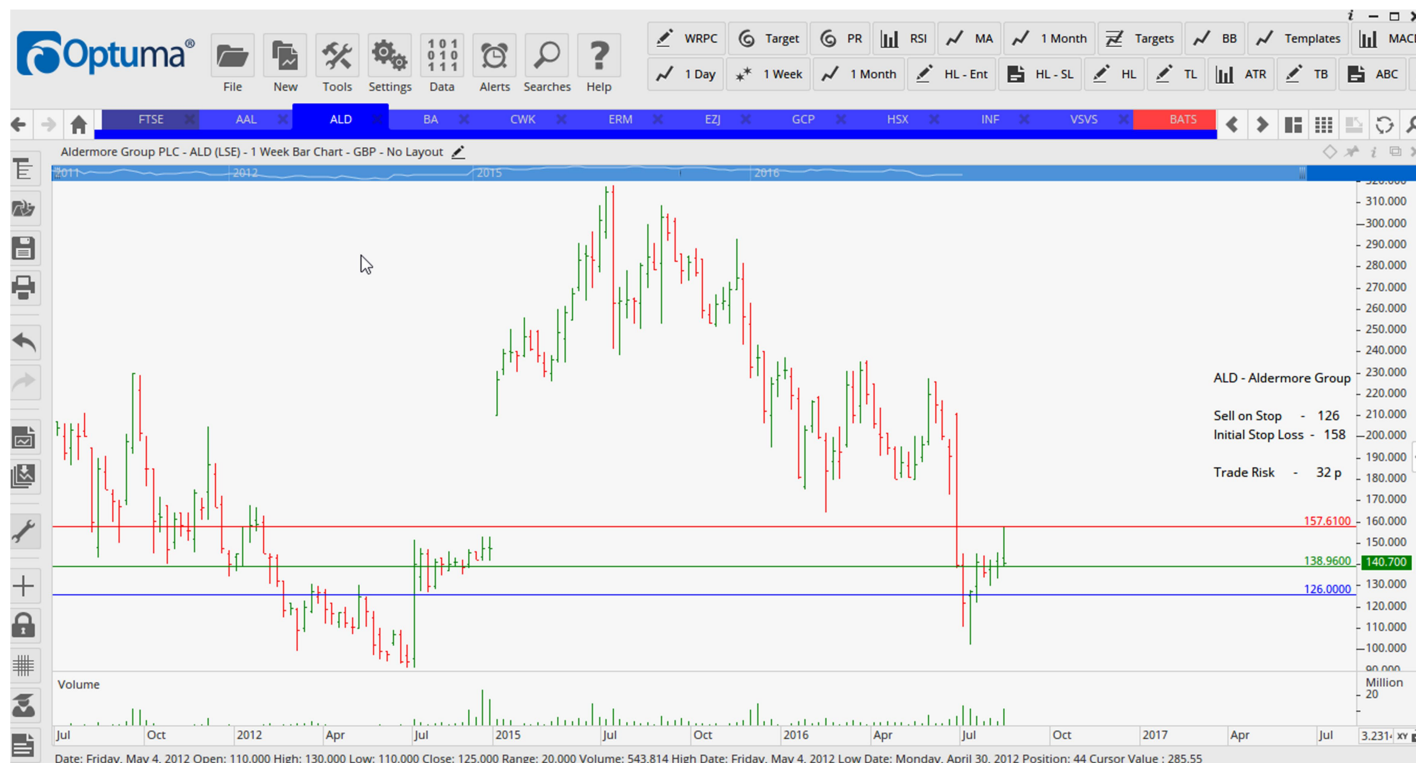 i
Optuma®
File New Tools Settings Data Alerts Searches Help
WRPC Target PR RSI MA 1 Month Targets BB Templates MACD
1 Day 1 Week 1 Month HL - Ent HL - SL HL TL ATR TB ABC
FTSE AAL ALD BA CWK ERM EZJ GCP HSX INF VSVS BATS
Aldermore Group PLC - ALD (LSE) - 1 Week Bar Chart - GBP - No Layout
2011 2012 2015 2016
320.000
310.000
300.000
290.000
280.000
270.000
260.000
250.000
240.000
230.000
ALD - Aldermore Group
220.000
Sell on Stop - 126
210.000
Initial Stop Loss - 158
200.000
190.000
Trade Risk - 32 p
180.000
170.000
160.000
157.6100
150.000
138.9600 140.700
130.000
126.0000
120.000
110.000
100.000
90.000
Volume
Million
20
Jul Oct 2012 Apr Jul 2015 Jul Oct 2016 Apr Jul Oct 2017 Apr Jul XY
Date: Friday, May 4, 2012 Open: 110.000 High: 130.000 Low: 110.000 Close: 125.000 Range: 20.000 Volume: 543.814 High Date: Friday, May 4, 2012 Low Date: Monday, April 30, 2012 Position: 44 Cursor Value : 285.55